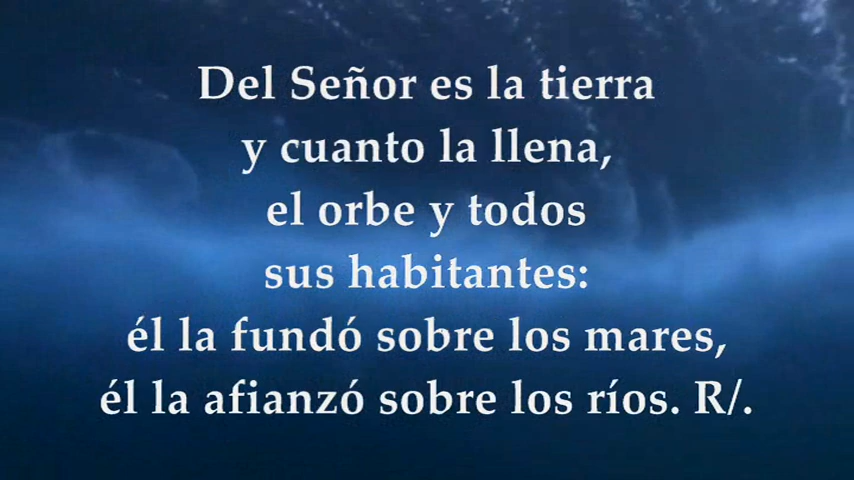 Del Señor es la tierra
y cuanto la llena,
el orbe y todos
sus habitantes:
él la fundó sobre los mares,
él la afianzó sobre los ríos. R/.